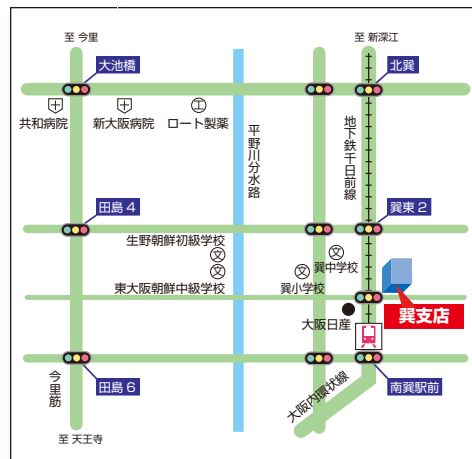 至 今里
至 新深江
大池橋
北巽
共和病院
新大阪病院
ロート製薬
平野川分水路
地下鉄千日前線
田島4
巽東2
生野朝鮮初級学校
文
文
文
文
巽中学校
東大阪朝鮮中級学校
巽小学校
大阪日産
巽支店
今里筋
田島6
大阪内環状線
南巽駅前
至 天王寺